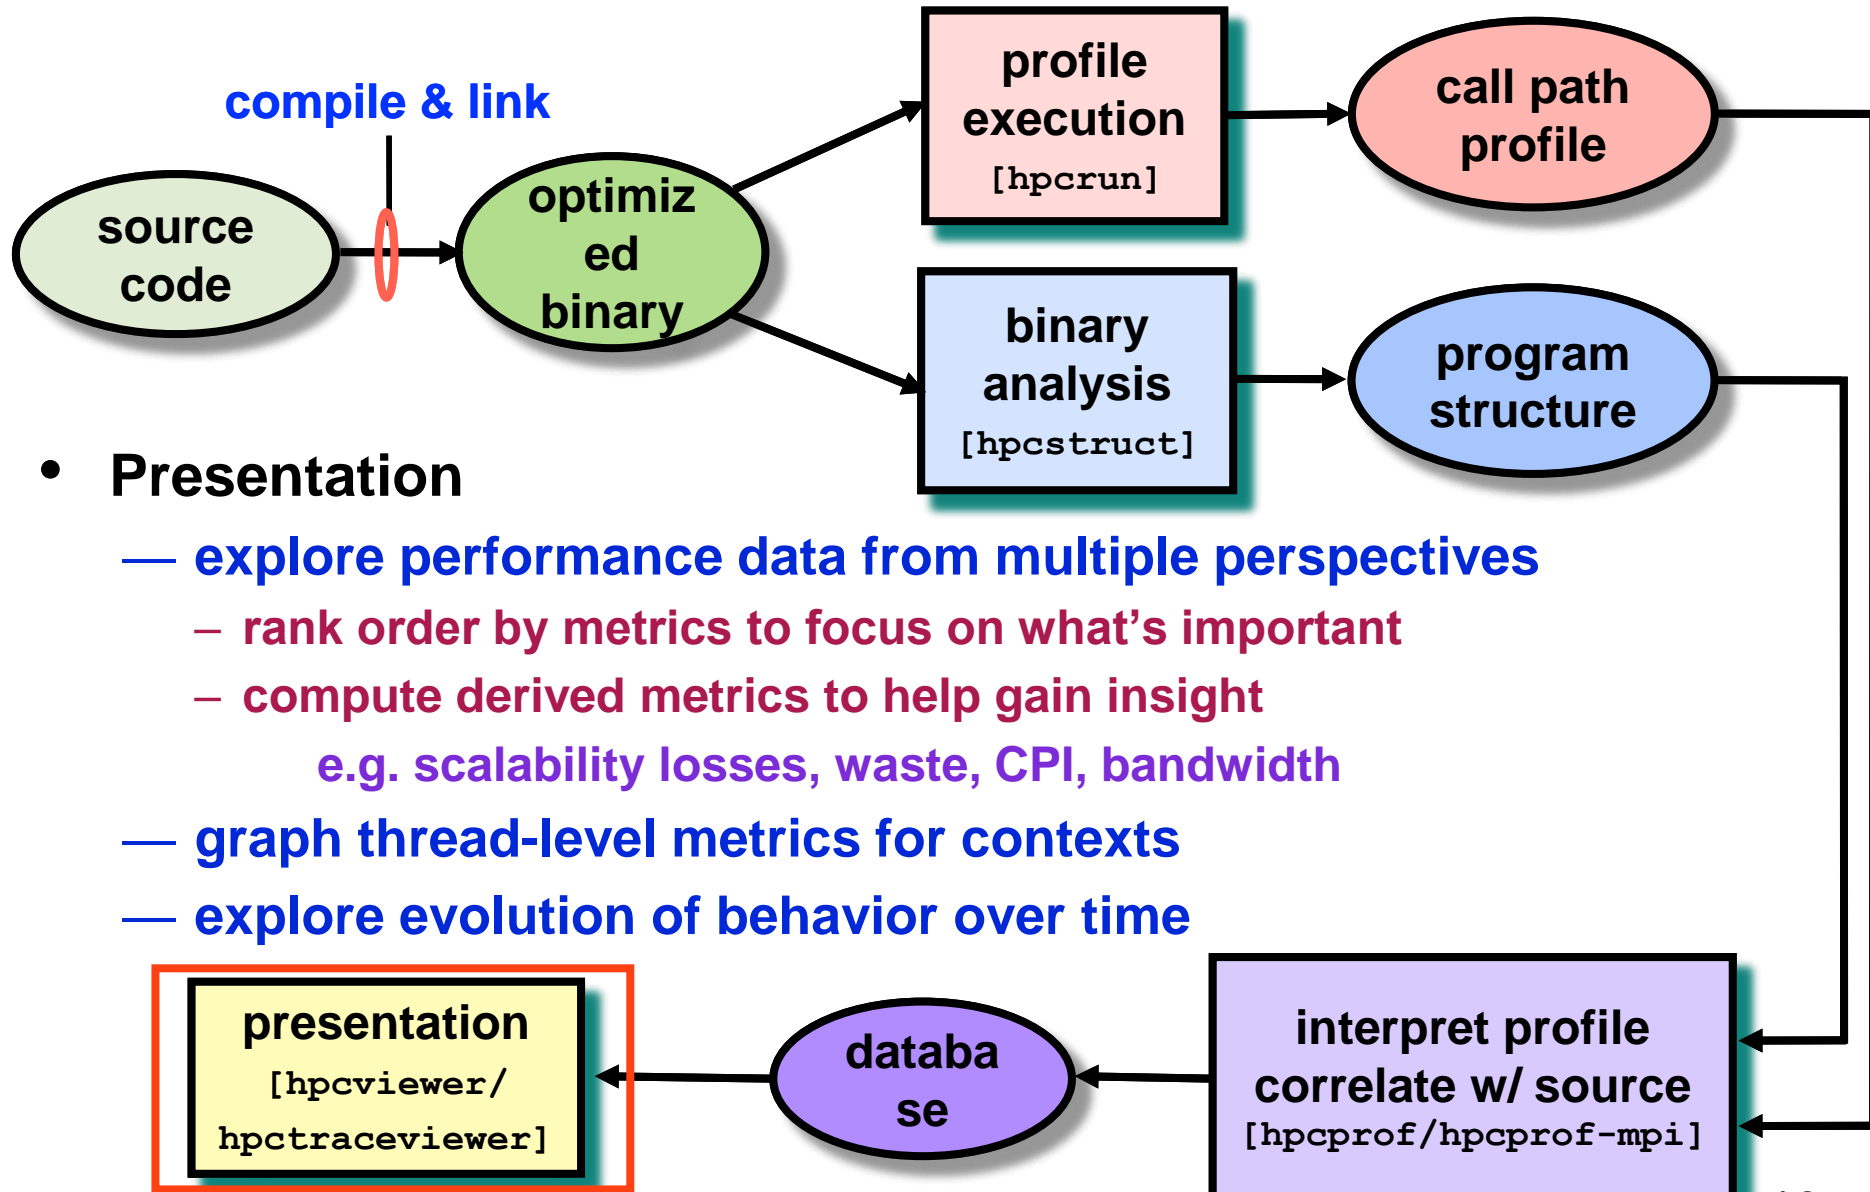 compile & link
source
code
optimiz
ed
binary
profile
execution
[hpcrun]
call path
profile
binary
analysis
[hpcstruct]
program
structure
• Presentation
— explore performance data from multiple perspectives
– rank order by metrics to focus on what’s important
– compute derived metrics to help gain insight
e.g. scalability losses, waste, CPI, bandwidth
— graph thread-level metrics for contexts
— explore evolution of behavior over time
presentation
[hpcviewer/
hpctraceviewer]
databa
se
interpret profile
correlate w/ source
[hpcprof/hpcprof-mpi]